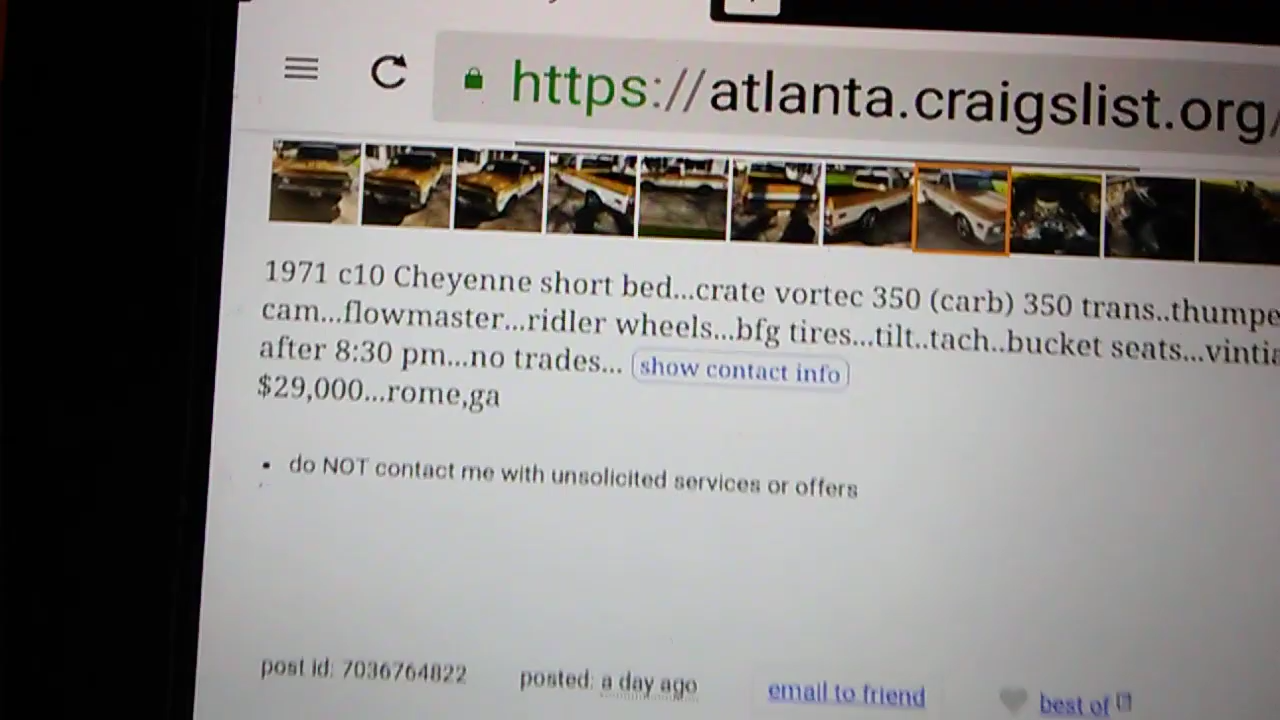 https://atlanta.craigslist.org/
1971 c10 Cheyenne short bed...crate vortec 350 (carb) 350 trans..thumpe
cam...flowmaster...ridler wheels...bfg tires...tilt..tach..bucket seats...vintia
after 8:30 pm...no trades... show contact info
$29,000...rome,ga
• do NOT contact me with unsolicited services or offers
post id: 7036764822 posted: a day ago email to friend best of